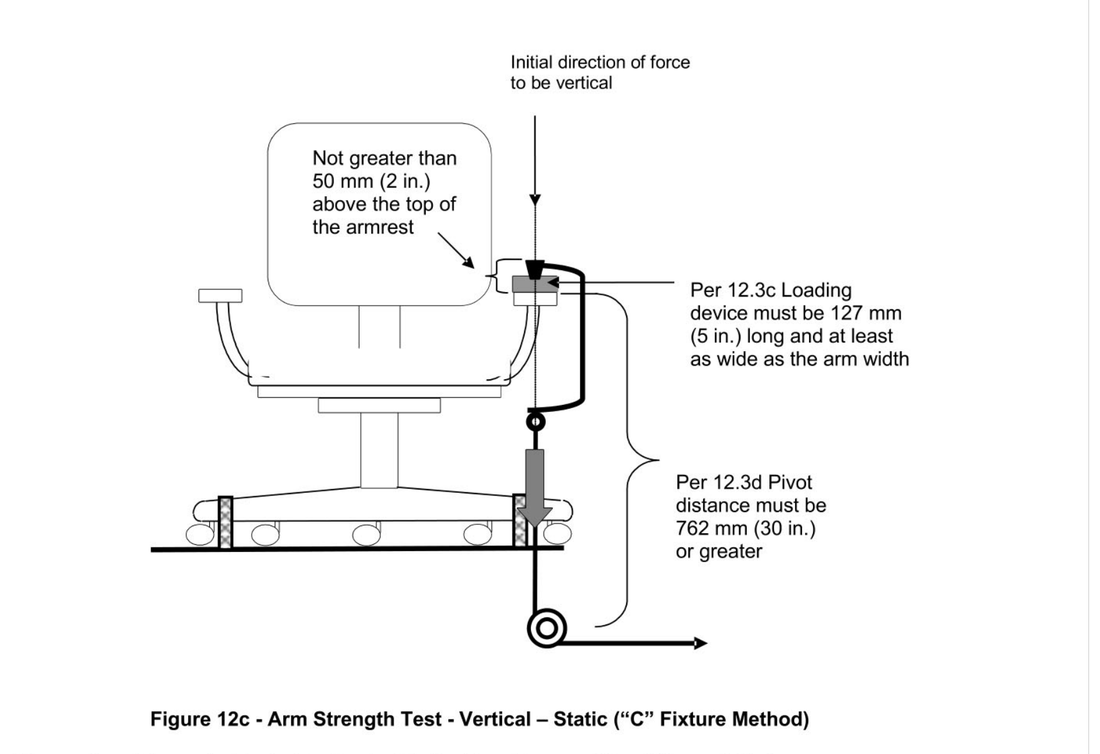 Initial direction of force
to be vertical
Not greater than
50 mm (2 in.)
above the top of
the armrest
Per 12.3c Loading
device must be 127 mm
(5 in.) long and at least
as wide as the arm width
Per 12.3d Pivot
distance must be
762 mm (30 in.)
or greater
Figure 12c - Arm Strength Test - Vertical – Static (“C” Fixture Method)